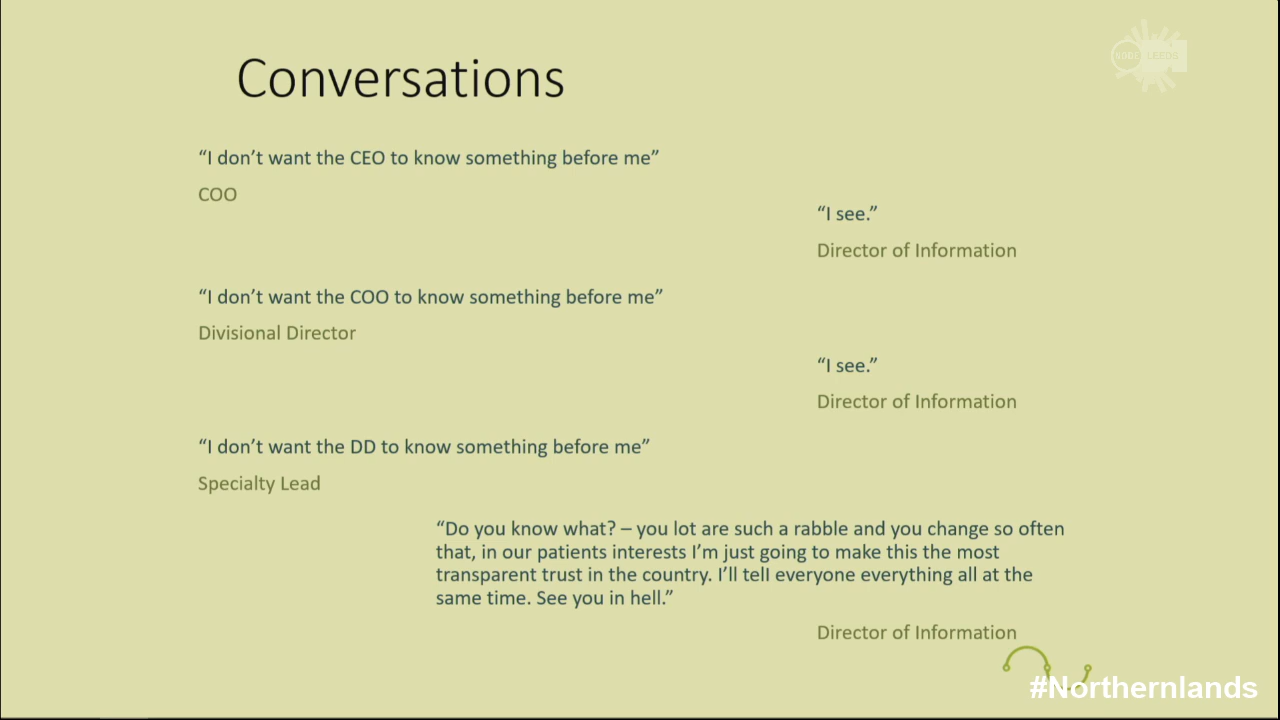 Conversations
NODE LEEDS
“I don’t want the CEO to know something before me”
COO
“I see.”
Director of Information
“I don’t want the COO to know something before me”
Divisional Director
“I see.”
Director of Information
“I don’t want the DD to know something before me”
Specialty Lead
“Do you know what? – you lot are such a rabble and you change so often
that, in our patients interests I’m just going to make this the most
transparent trust in the country. I’ll tell everyone everything all at the
same time. See you in hell.”
Director of Information
#Northernlands